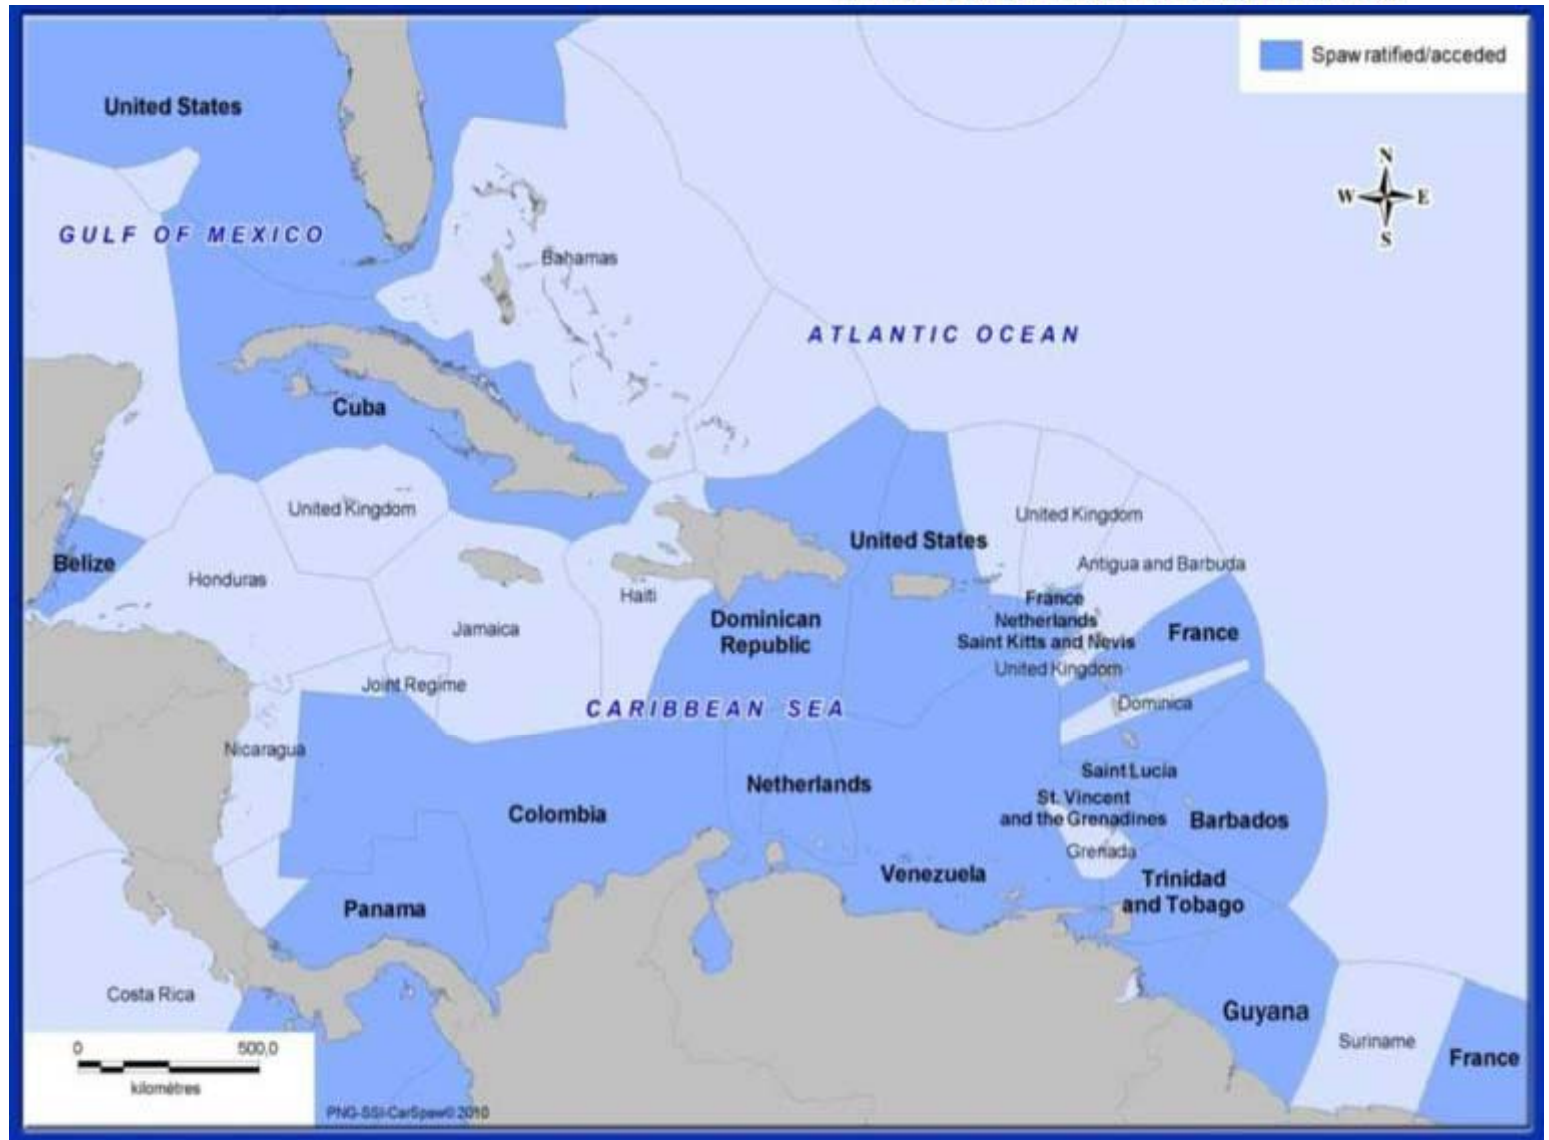 Spaw ratified/acceded
United States
N
W E
S
GULF OF MEXICO
Bahamas
ATLANTIC OCEAN
Cuba
United Kingdom
United Kingdom
United States
Belize
Antigua and Barbuda
Honduras
Haiti
France
Jamaica
Dominican
Republic
Netherlands
Saint Kitts and Nevis
France
United Kingdom
Joint Regime
CARIBBEAN SEA
Dominica
Nicaragua
Saint Lucia
Netherlands
St. Vincent
and the Grenadines
Colombia
Barbados
Grenada
Venezuela
Trinidad
and Tobago
Panama
Costa Rica
Guyana
Suriname
France
0 500,0
kilomètres
PNG-SSI-CarSpaw© 2010